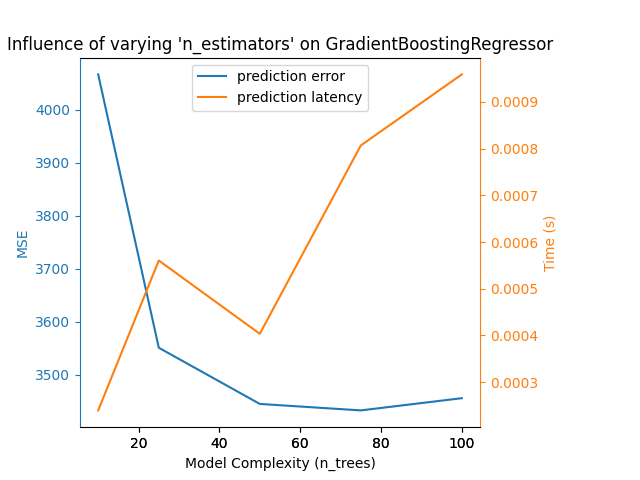 Influence of varying 'n_estimators' on GradientBoostingRegressor
prediction error
prediction latency
MSE
4000
3900
3800
3700
3600
3500
0.0009
0.0008
0.0007
0.0006
0.0005
0.0004
0.0003
Time (s)
20 40 60 80 100
Model Complexity (n_trees)